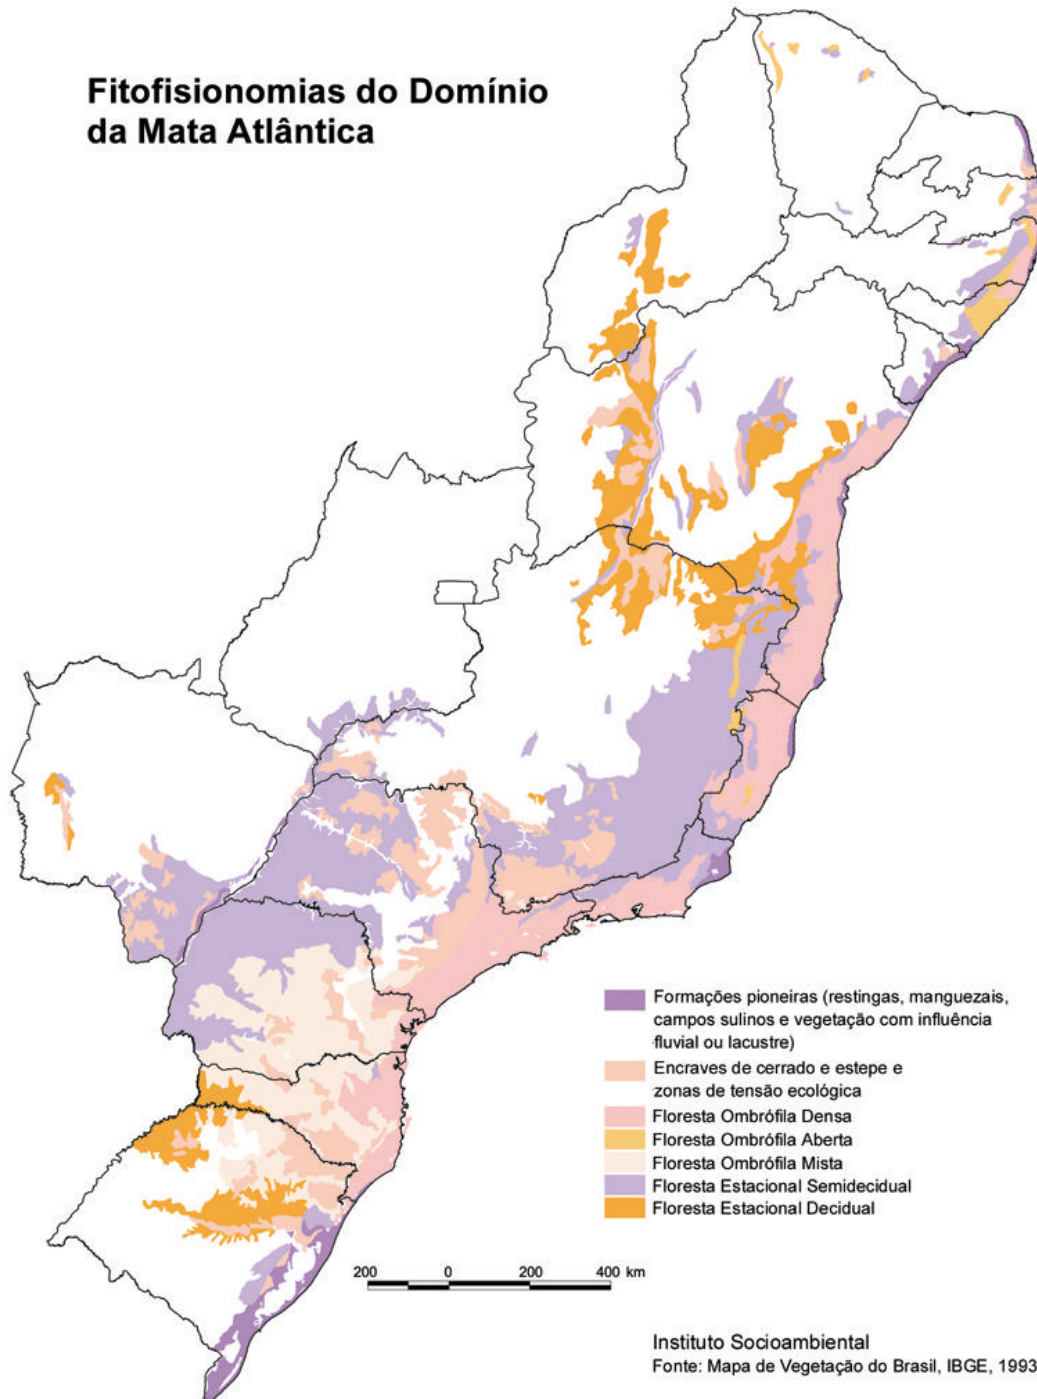 Fitofisionomias do Domínio
da Mata Atlântica
Formações pioneiras (restingas, manguezais,
campos sulinos e vegetação com influência
fluvial ou lacustre)
Encraves de cerrado e estepe e
zonas de tensão ecológica
Floresta Ombrófila Densa
Floresta Ombrófila Aberta
Floresta Ombrófila Mista
Floresta Estacional Semidecidual
Floresta Estacional Decidual
200 0 200 400 km
Instituto Socioambiental
Fonte: Mapa de Vegetação do Brasil, IBGE, 1993